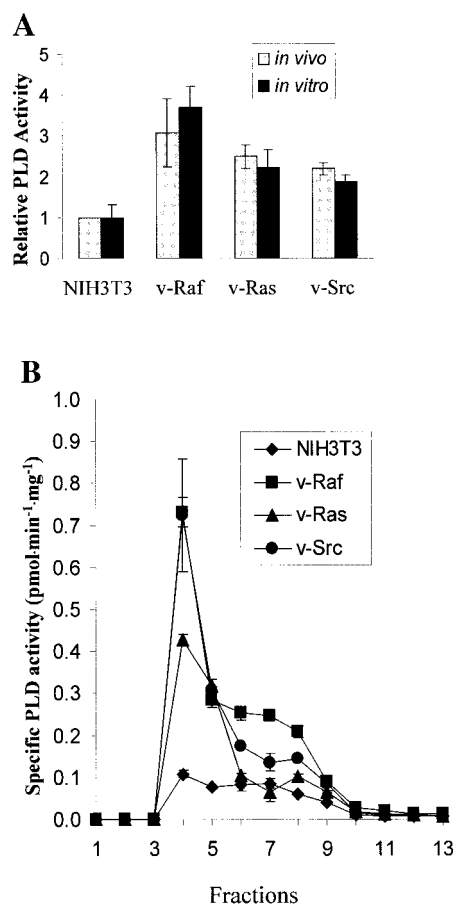 A
Relative PLD Activity
5
4
3
2
1
0
in vivo
in vitro
NIH3T3 v-Raf v-Ras v-Src
B
Specific PLD activity (pmol·min-1·mg-1)
1.0
0.9
0.8
0.7
0.6
0.5
0.4
0.3
0.2
0.1
0.0
NIH3T3
v-Raf
v-Ras
v-Src
1 3 5 7 9 11 13
Fractions